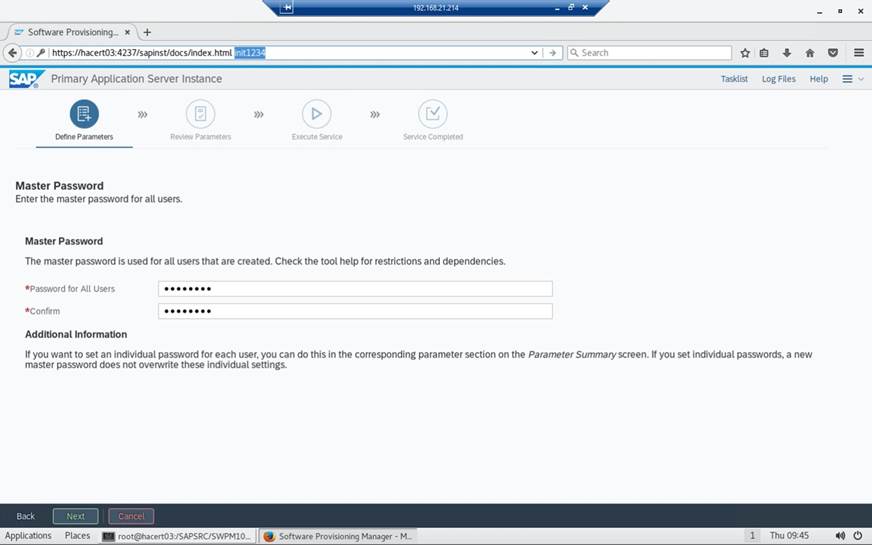 192.168.21.214
Software Provisioning...
https://hacert03:4237/sapinst/docs/index.html init1234
Search
SAP Primary Application Server Instance Tasklist Log Files Help
Define Parameters Review Parameters Execute Service Service Completed
Master Password
Enter the master password for all users.
Master Password
The master password is used for all users that are created. Check the tool help for restrictions and dependencies.
*Password for All Users ••••••••
*Confirm ••••••••
Additional Information
If you want to set an individual password for each user, you can do this in the corresponding parameter section on the Parameter Summary screen. If you set individual passwords, a new
master password does not overwrite these individual settings.
Back Next Cancel
Applications Places root@hacert03:/SAPSRC/SWPM10... Software Provisioning Manager - M... 1 Thu 09:45